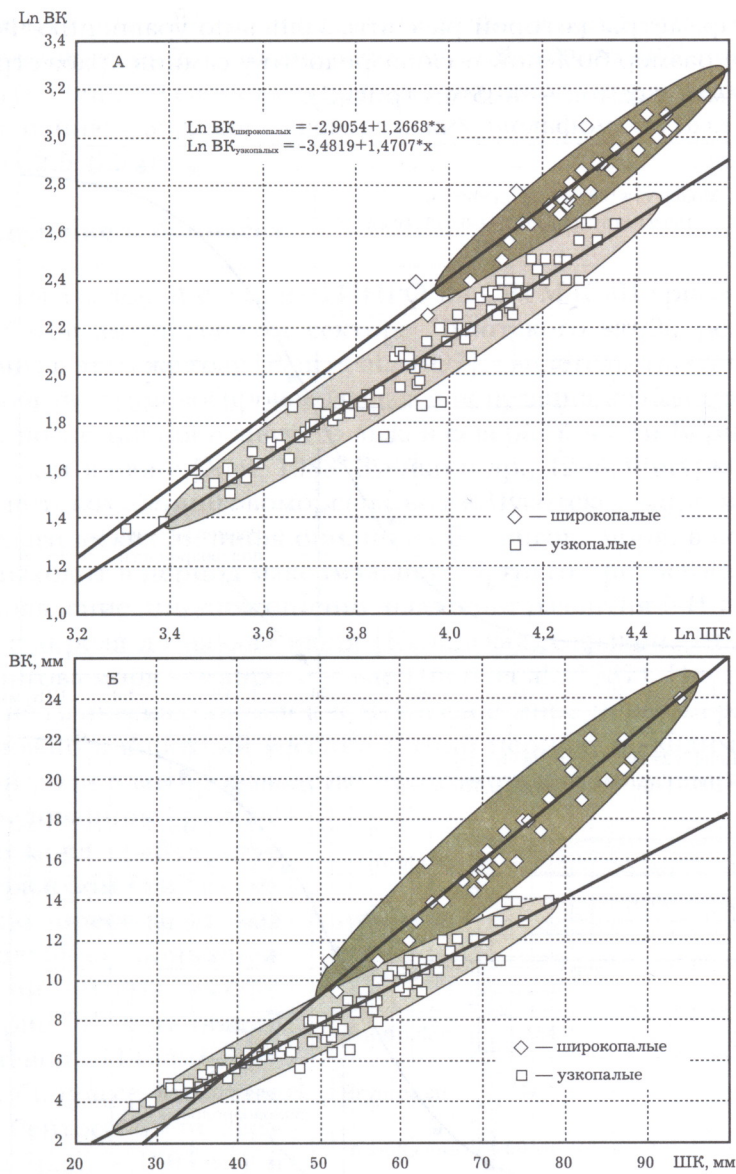 Ln ВК
3,4
А
3,2
Ln ВКшироκопалых = –2,9054+1,2668*x
Ln ВКузкопалых = –3,4819+1,4707*x
3,0
2,8
2,6
2,4
2,2
2,0
1,8
1,6
1,4
1,2
1,0
◇ — широкопалые
□ — узкопалые
3,2 3,4 3,6 3,8 4,0 4,2 4,4 Ln ШК
ВК, мм
Б
24
22
20
18
16
14
12
10
8
6
4
2
◇ — широкопалые
□ — узкопалые
20 30 40 50 60 70 80 90 ШК, мм